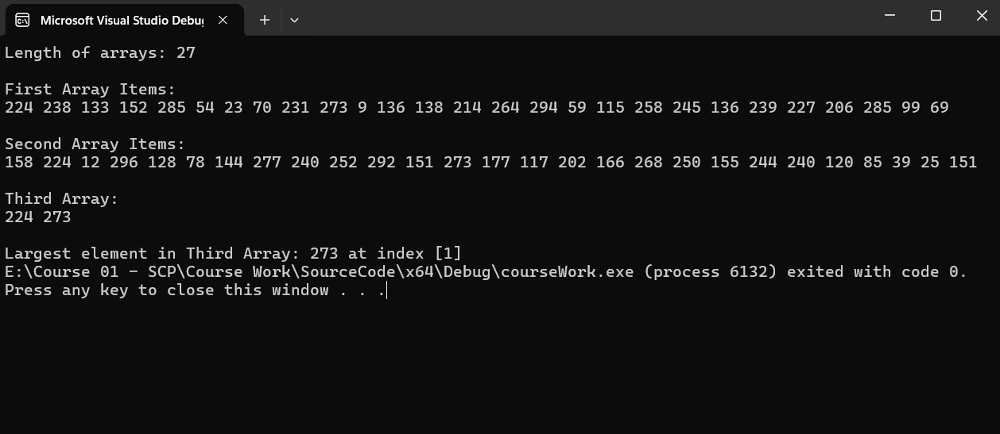 Microsoft Visual Studio Debu
Length of arrays: 27
First Array Items:
224 238 133 152 285 54 23 70 231 273 9 136 138 214 264 294 59 115 258 245 136 239 227 206 285 99 69
Second Array Items:
158 224 12 296 128 78 144 277 240 252 292 151 273 177 117 202 166 268 250 155 244 240 120 85 39 25 151
Third Array:
224 273
Largest element in Third Array: 273 at index [1]
E:\Course 01 - SCP\Course Work\SourceCode\x64\Debug\courseWork.exe (process 6132) exited with code 0.
Press any key to close this window . . .